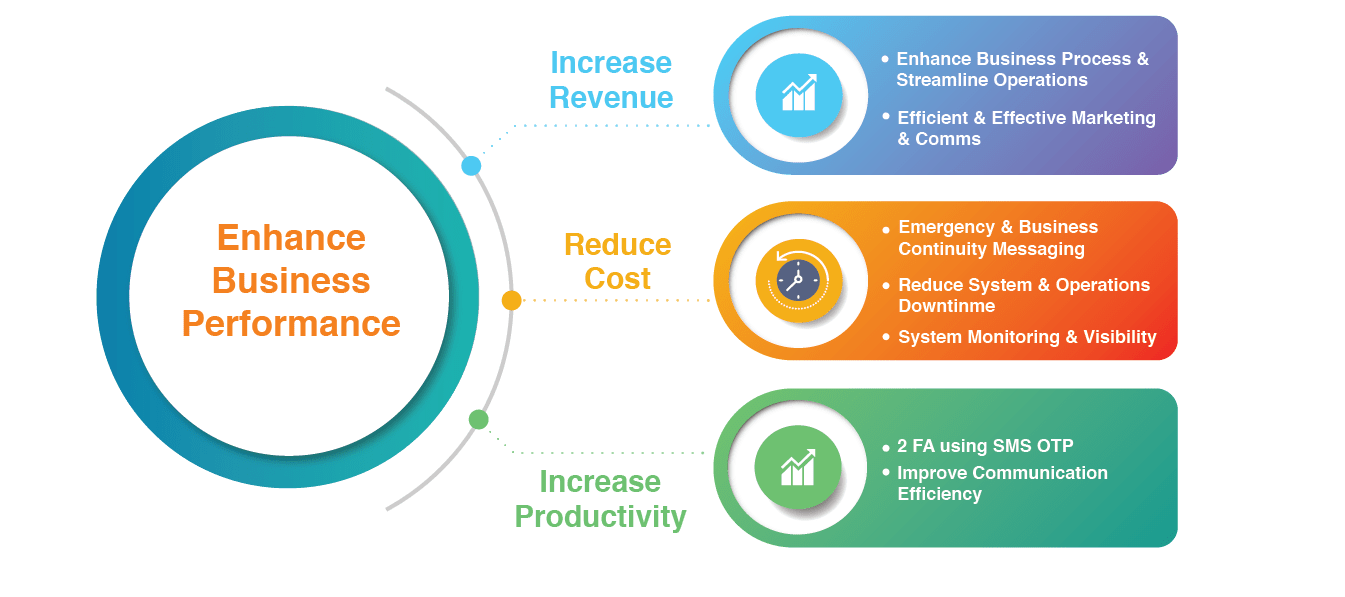 Enhance
Business
Performance
Increase
Revenue
• Enhance Business Process &
Streamline Operations
• Efficient & Effective Marketing
& Comms
Reduce
Cost
• Emergency & Business
Continuity Messaging
• Reduce System & Operations
Downtinme
• System Monitoring & Visibility
Increase
Productivity
• 2 FA using SMS OTP
• Improve Communication
Efficiency